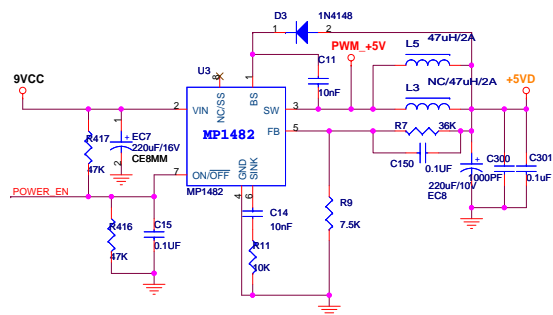 D3
1N4148
1
2
47uH/2A
PWM_+5V
L5
C11
10nF
U3
8
1
NC/47uH/2A
+5VD
9VCC
NC/SS
BS
L3
2
VIN
SW
3
MP1482
FB
5
R7
36K
R417
EC7
220uF/16V
CE8MM
1
2
+
47K
C150
0.1UF
+
C300
C301
1000PF
0.1uF
220uF/10V
EC8
7
ON/OFF
GND
SINK
POWER_EN
MP1482
4
6
R416
47K
C15
0.1UF
C14
10nF
R9
7.5K
R11
10K